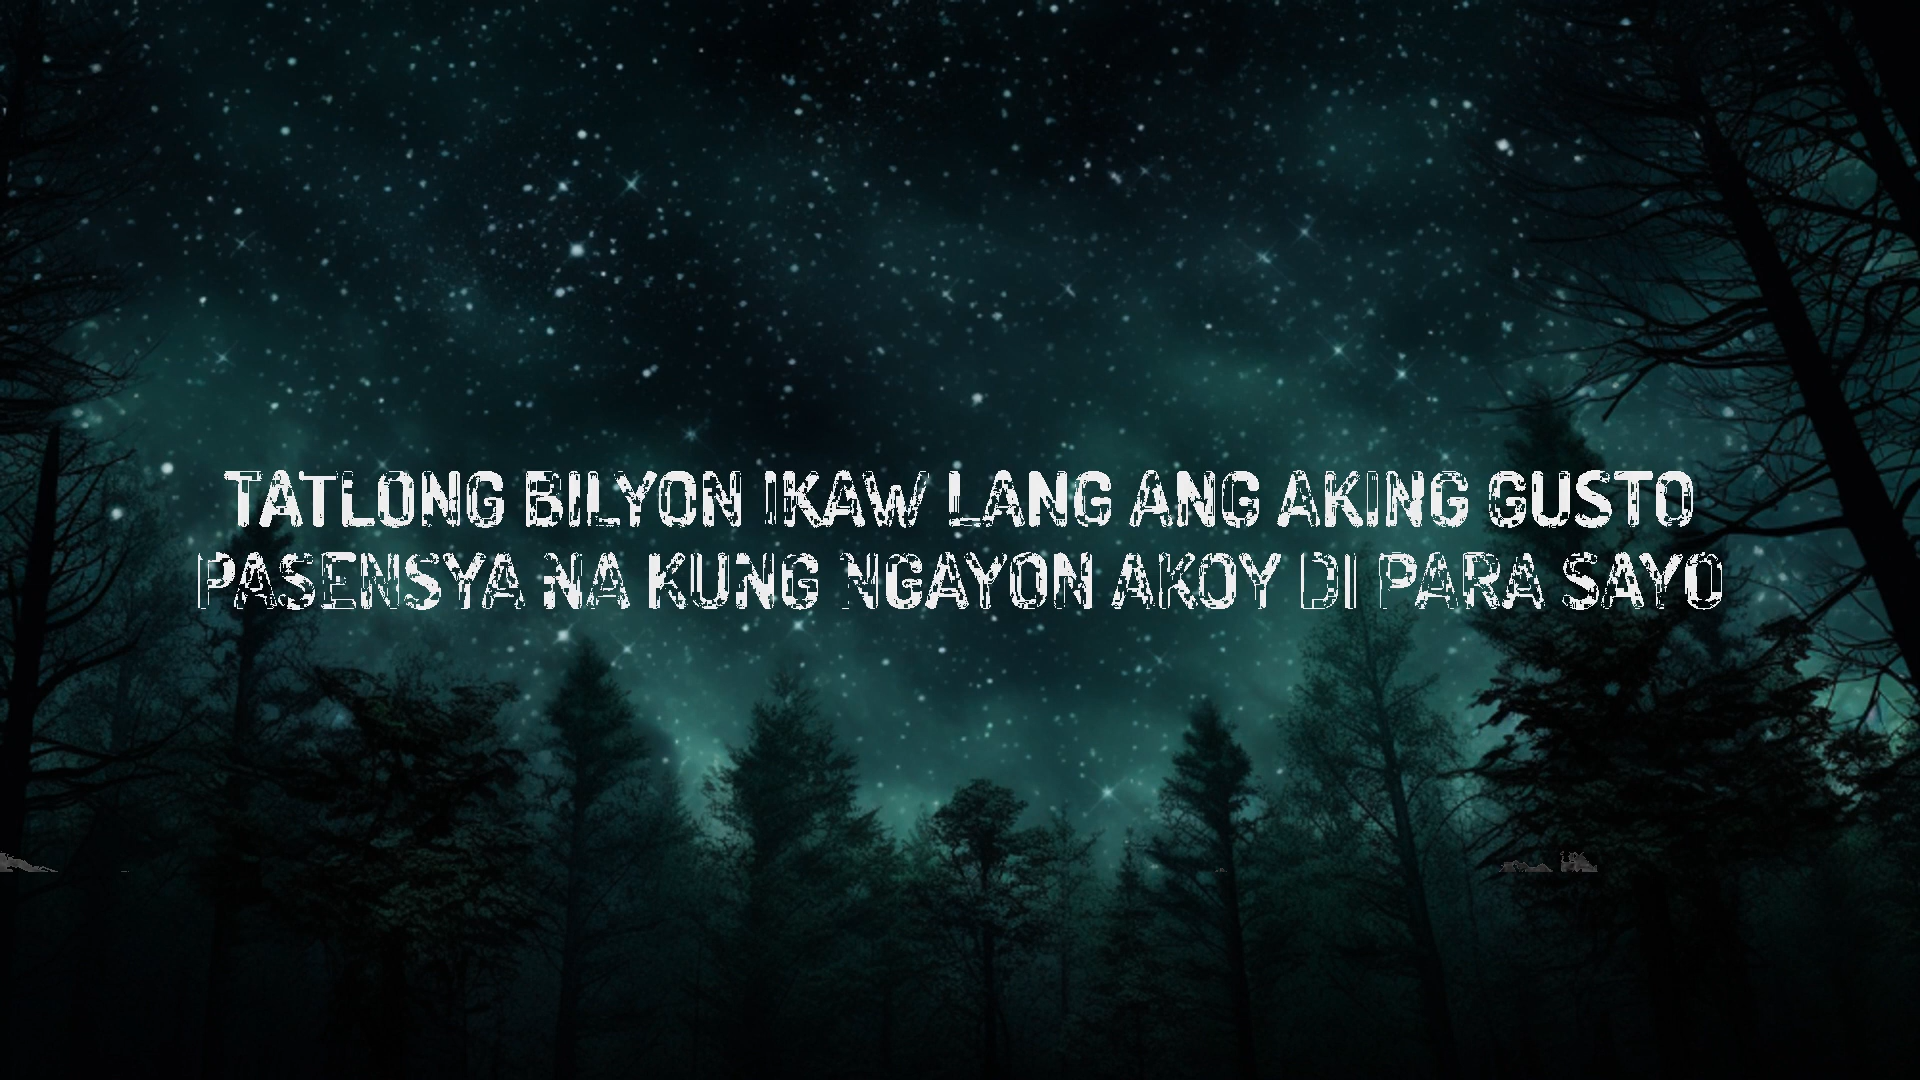 TATLONG BILYON IKAW LANG ANG AKING GUSTO
PASENSYA NA KUNG NGAYON AKOY DI PARA SAYO